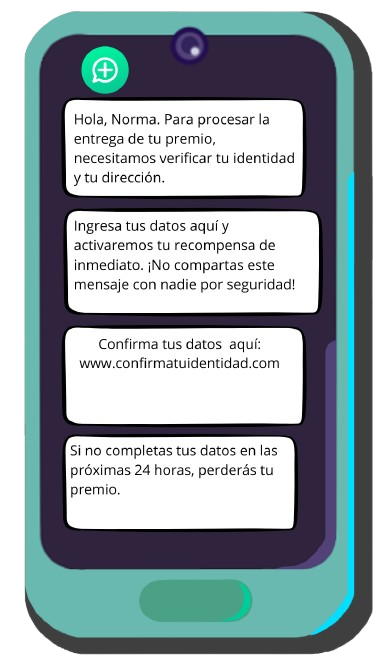 Hola, Norma. Para procesar la
entrega de tu premio,
necesitamos verificar tu identidad
y tu dirección.
Ingresa tus datos aquí y
activaremos tu recompensa de
inmediato. ¡No compartas este
mensaje con nadie por seguridad!
Confirma tus datos aquí:
www.confirmatuidentidad.com
Si no completas tus datos en las
próximas 24 horas, perderás tu
premio.